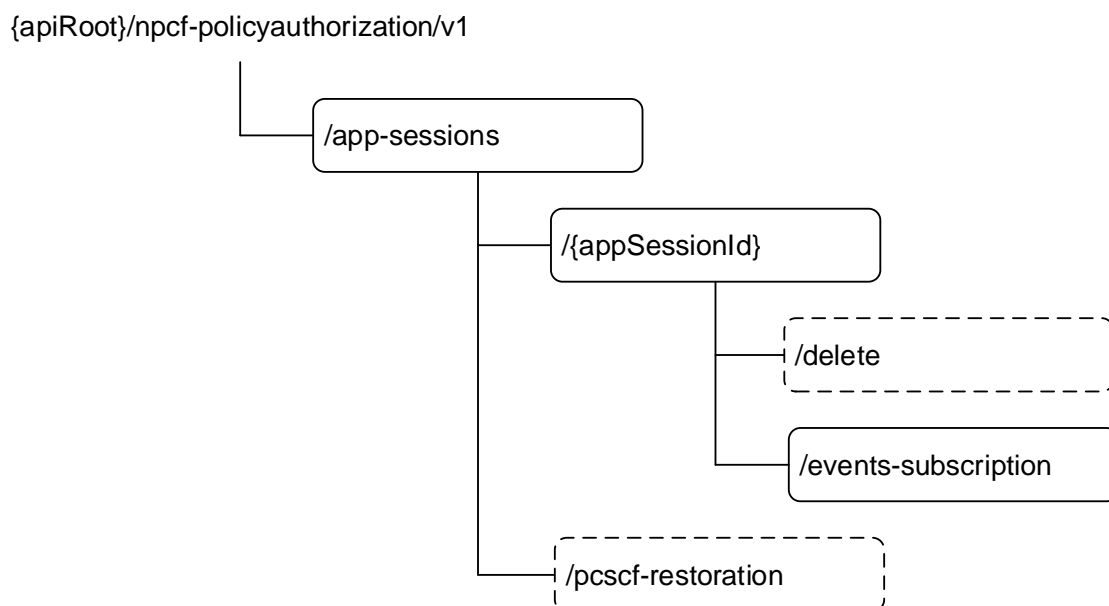 {apiRoot}/npcf-policyauthorization/v1
/app-sessions
/{appSessionId}
/delete
/events-subscription
/pcscf-restoration